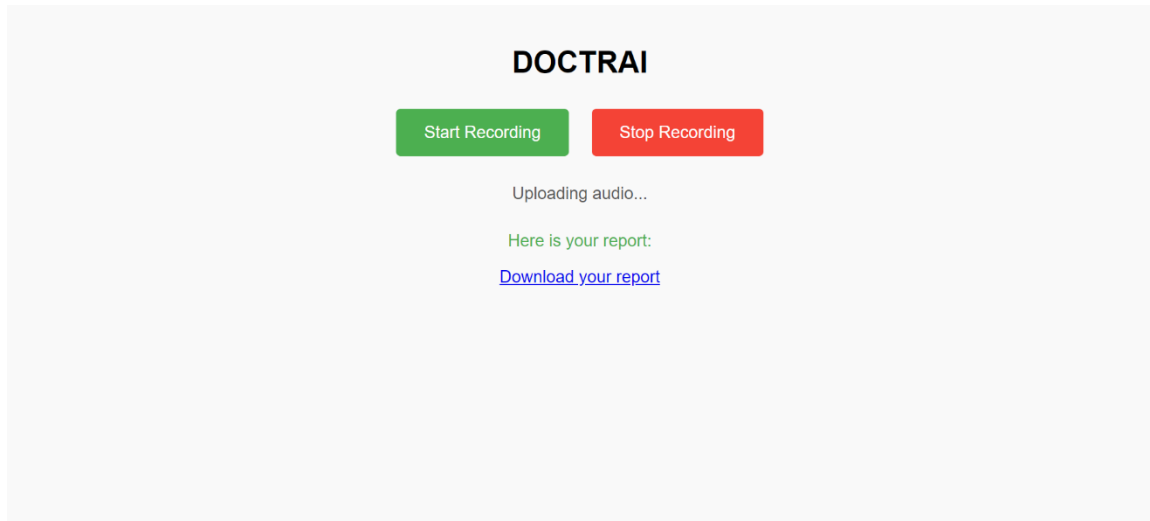 DOCTRAI
Start Recording Stop Recording
Uploading audio...
Here is your report:
Download your report